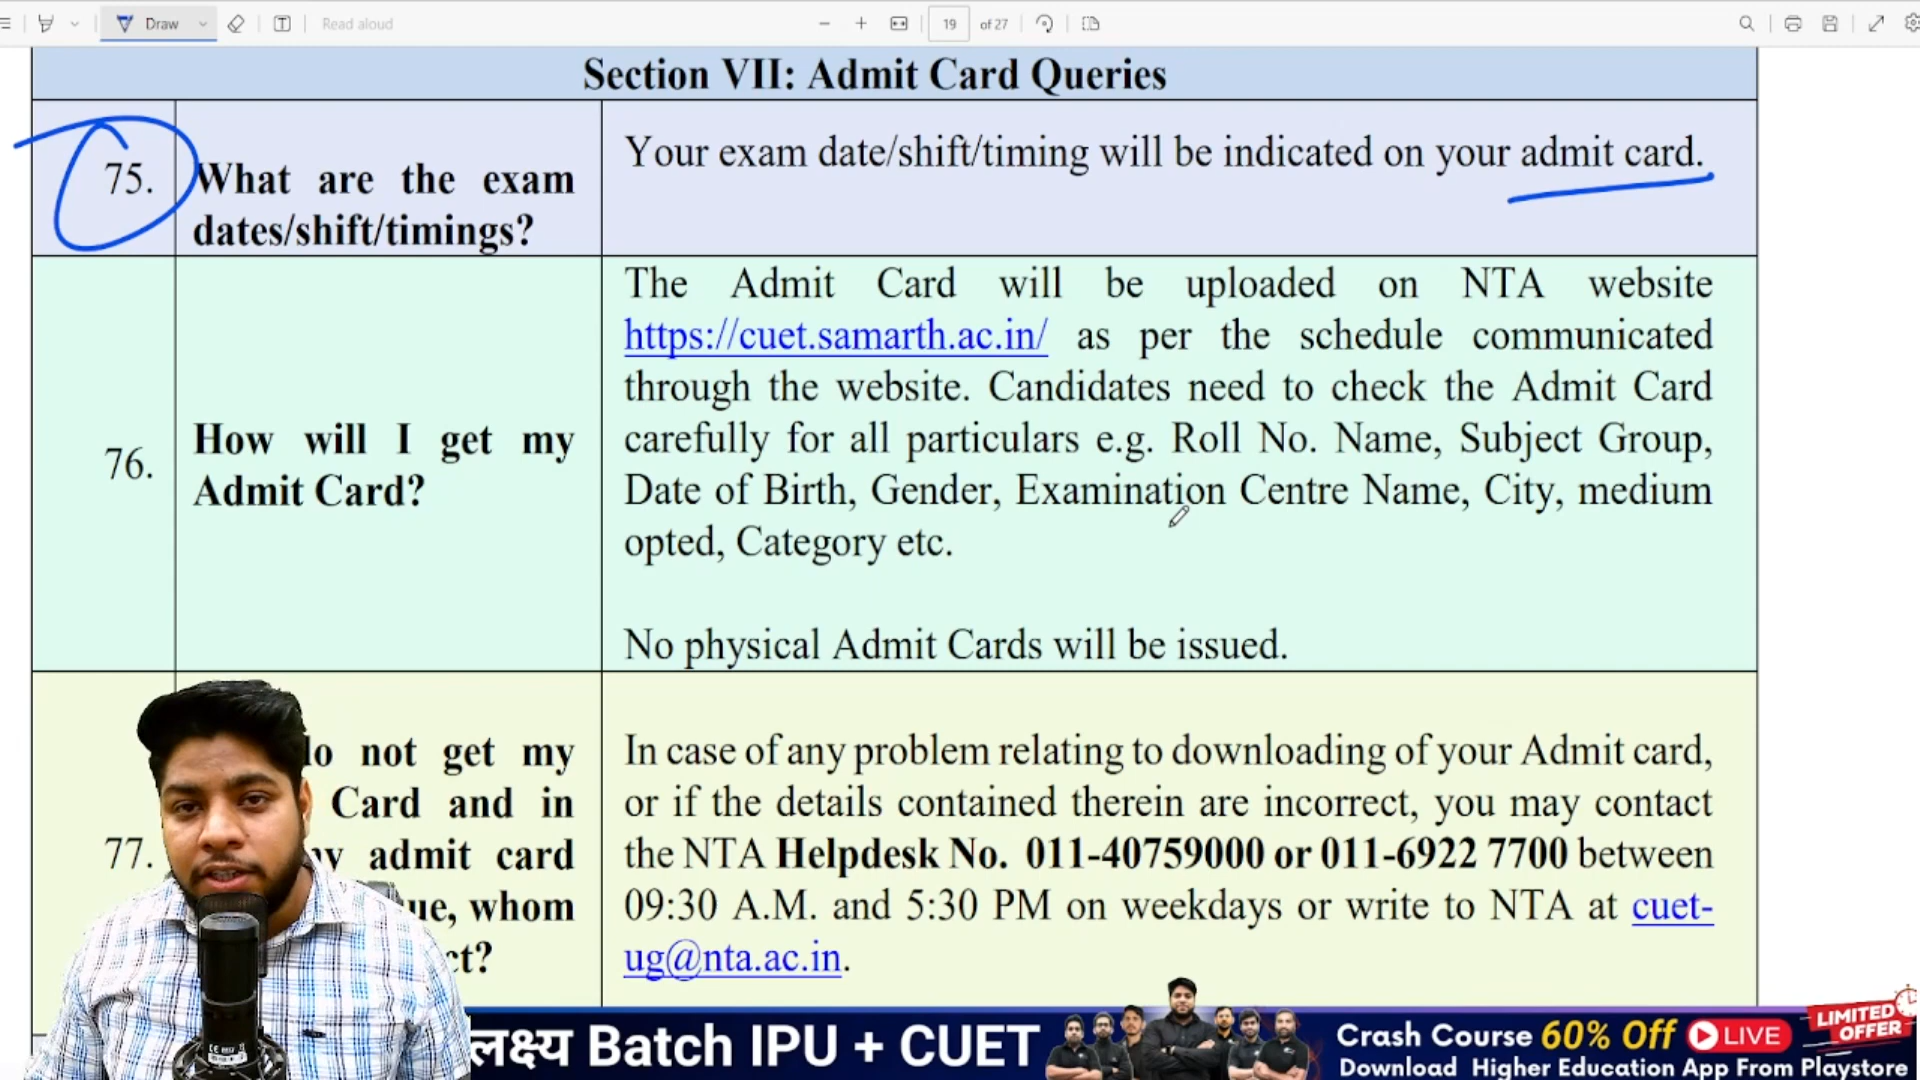 Draw
Read aloud
19
of 27
Section VII: Admit Card Queries
75.
What are the exam
dates/shift/timings?
Your exam date/shift/timing will be indicated on your admit card.
76.
How will I get my
Admit Card?
The Admit Card will be uploaded on NTA website
https://cuet.samarth.ac.in/ as per the schedule communicated
through the website. Candidates need to check the Admit Card
carefully for all particulars e.g. Roll No. Name, Subject Group,
Date of Birth, Gender, Examination Centre Name, City, medium
opted, Category etc.
No physical Admit Cards will be issued.
77.
do not get my
Card and in
admit card
whom
In case of any problem relating to downloading of your Admit card,
or if the details contained therein are incorrect, you may contact
the NTA Helpdesk No. 011-40759000 or 011-6922 7700 between
09:30 A.M. and 5:30 PM on weekdays or write to NTA at cuet-
ug@nta.ac.in.
लक्ष्य Batch IPU + CUET
Crash Course 60% Off LIVE
Download Higher Education App From Playstore
LIMITED
OFFER